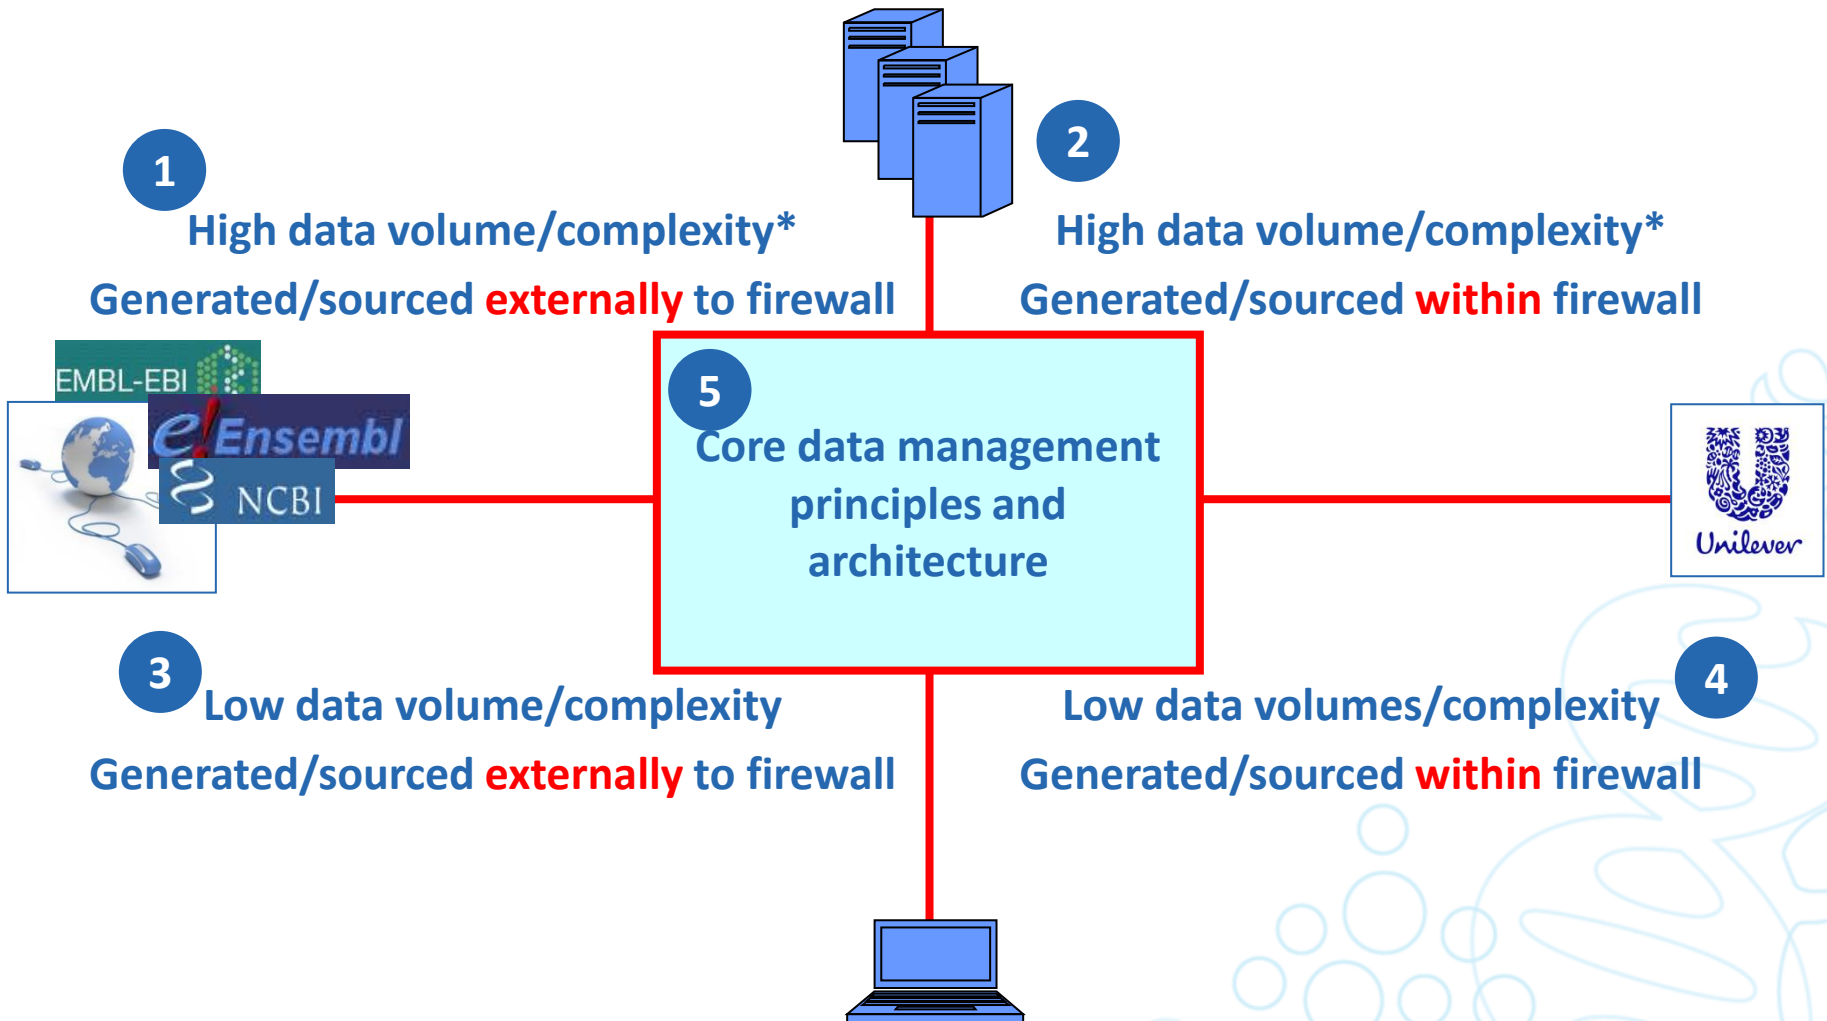 1
High data volume/complexity*
Generated/sourced externally to firewall
2
High data volume/complexity*
Generated/sourced within firewall
EMBL-EBI
e!Ensembl
NCBI
5
Core data management
principles and
architecture
Unilever
3
Low data volume/complexity
Generated/sourced externally to firewall
4
Low data volumes/complexity
Generated/sourced within firewall